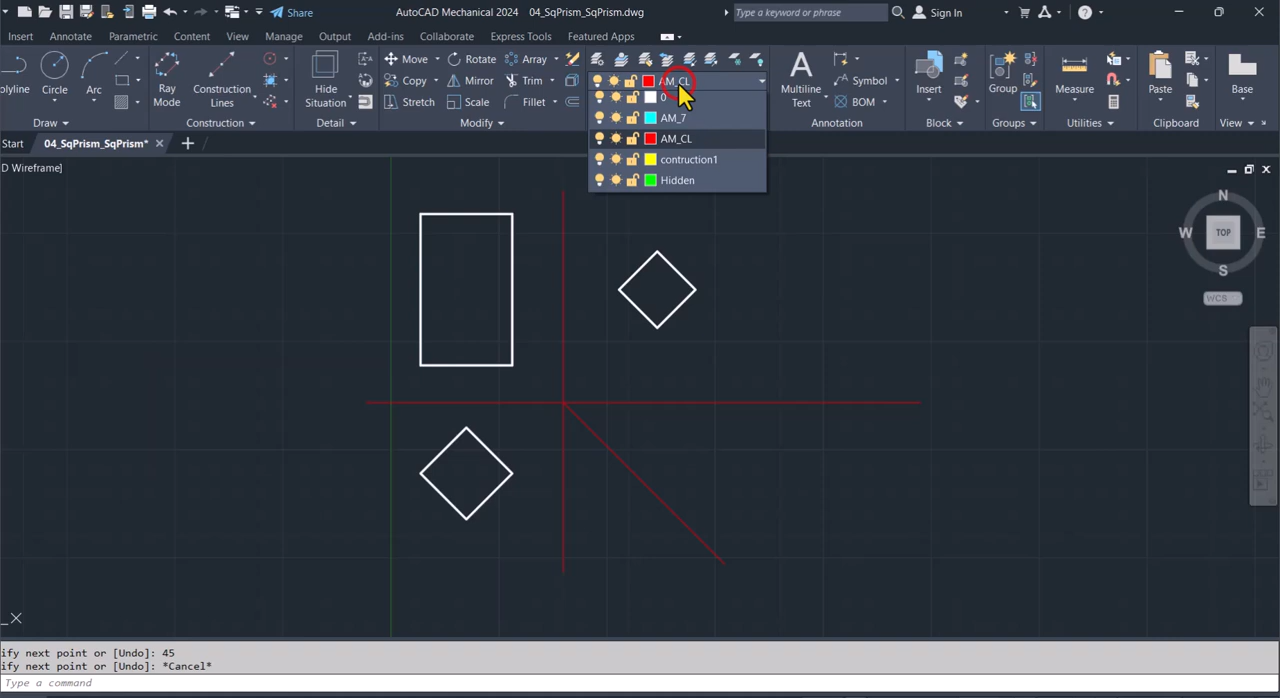 Share
AutoCAD Mechanical 2024 04_SqPrism_SqPrism.dwg
Type a keyword or phrase
Sign In
Insert Annotate Parametric Content View Manage Output Add-ins Collaborate Express Tools Featured Apps
olyline Circle Arc
Ray Mode
Construction Lines
Hide Situation
Move Rotate Array
Copy Mirror Trim
Stretch Scale Fillet
AM_CL
Multiline Text
Symbol
BOM
Insert
Group
Measure
Paste
Base
Draw Construction Detail Modify Annotation Block Groups Utilities Clipboard View
0
AM_7
AM_CL
contruction1
Hidden
Start 04_SqPrism_SqPrism*
D Wireframe]
N
W TOP E
S
WCS
ify next point or [Undo]: 45
ify next point or [Undo]: *Cancel*
Type a command